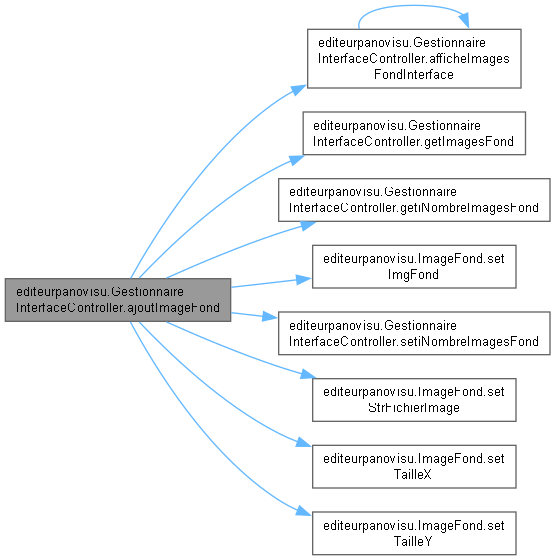 editeurpanovisu.Gestionnaire
InterfaceController.afficheImages
FondInterface
editeurpanovisu.Gestionnaire
InterfaceController.getImagesFond
editeurpanovisu.Gestionnaire
InterfaceController.getiNombreImagesFond
editeurpanovisu.ImageFond.set
ImgFond
editeurpanovisu.Gestionnaire
InterfaceController.ajoutImageFond
editeurpanovisu.Gestionnaire
InterfaceController.setiNombreImagesFond
editeurpanovisu.ImageFond.set
StrFichierImage
editeurpanovisu.ImageFond.set
TailleX
editeurpanovisu.ImageFond.set
TailleY